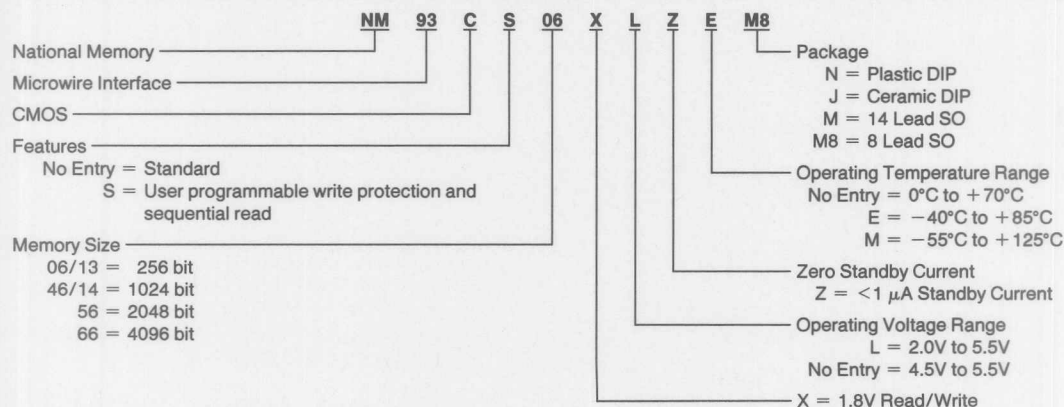 NM 93 C S 06 X L Z E M8
National Memory
Microwire Interface
CMOS
Features
No Entry = Standard
S = User programmable write protection and
sequential read
Memory Size
06/13 = 256 bit
46/14 = 1024 bit
56 = 2048 bit
66 = 4096 bit
Package
N = Plastic DIP
J = Ceramic DIP
M = 14 Lead SO
M8 = 8 Lead SO
Operating Temperature Range
No Entry = 0°C to +70°C
E = −40°C to +85°C
M = −55°C to +125°C
Zero Standby Current
Z = <1 μA Standby Current
Operating Voltage Range
L = 2.0V to 5.5V
No Entry = 4.5V to 5.5V
X = 1.8V Read/Write